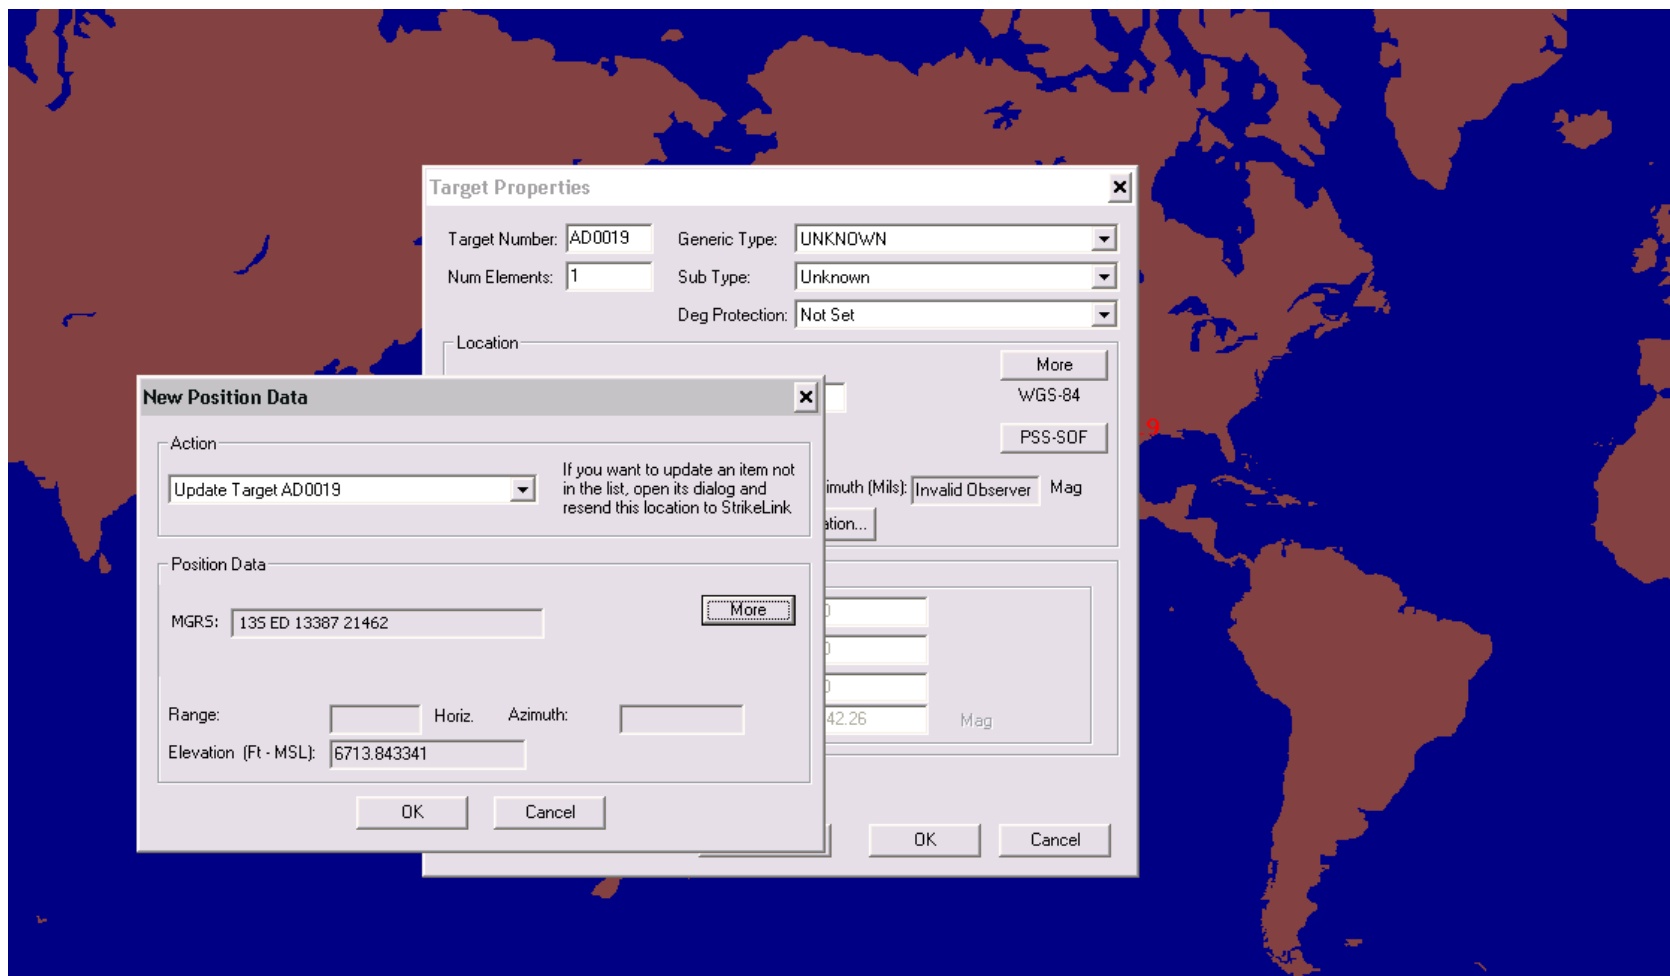 Target Properties
Target Number: AD0019 Generic Type: UNKNOWN
Num Elements: 1 Sub Type: Unknown
Deg Protection: Not Set
Location
More
WGS-84
PSS-SOF
9
imuth (Mils): Invalid Observer Mag
ation...
42.26 Mag
OK Cancel
New Position Data
Action
Update Target AD0019
If you want to update an item not
in the list, open its dialog and
resend this location to StrikeLink
Position Data
More
MGRS: 13S ED 13387 21462
Range: Horiz. Azimuth:
Elevation (Ft - MSL): 6713.843341
OK Cancel